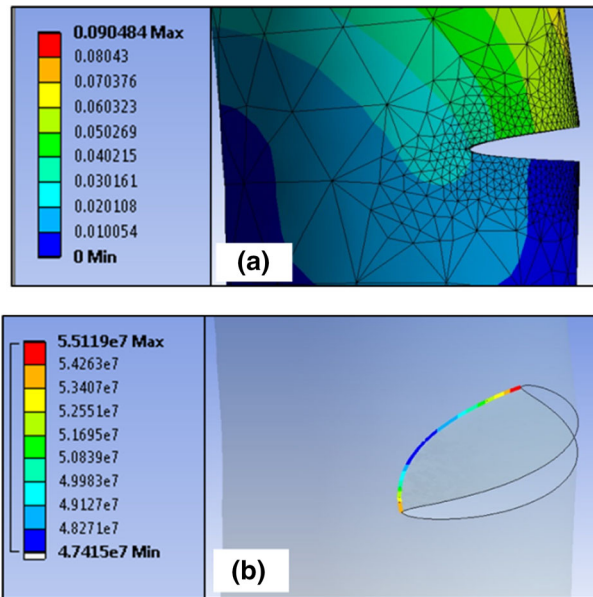 0.090484 Max
0.08043
0.070376
0.060323
0.050269
0.040215
0.030161
0.020108
0.010054
0 Min
(a)
5.5119e7 Max
5.4263e7
5.3407e7
5.2551e7
5.1695e7
5.0839e7
4.9983e7
4.9127e7
4.8271e7
4.7415e7 Min
(b)